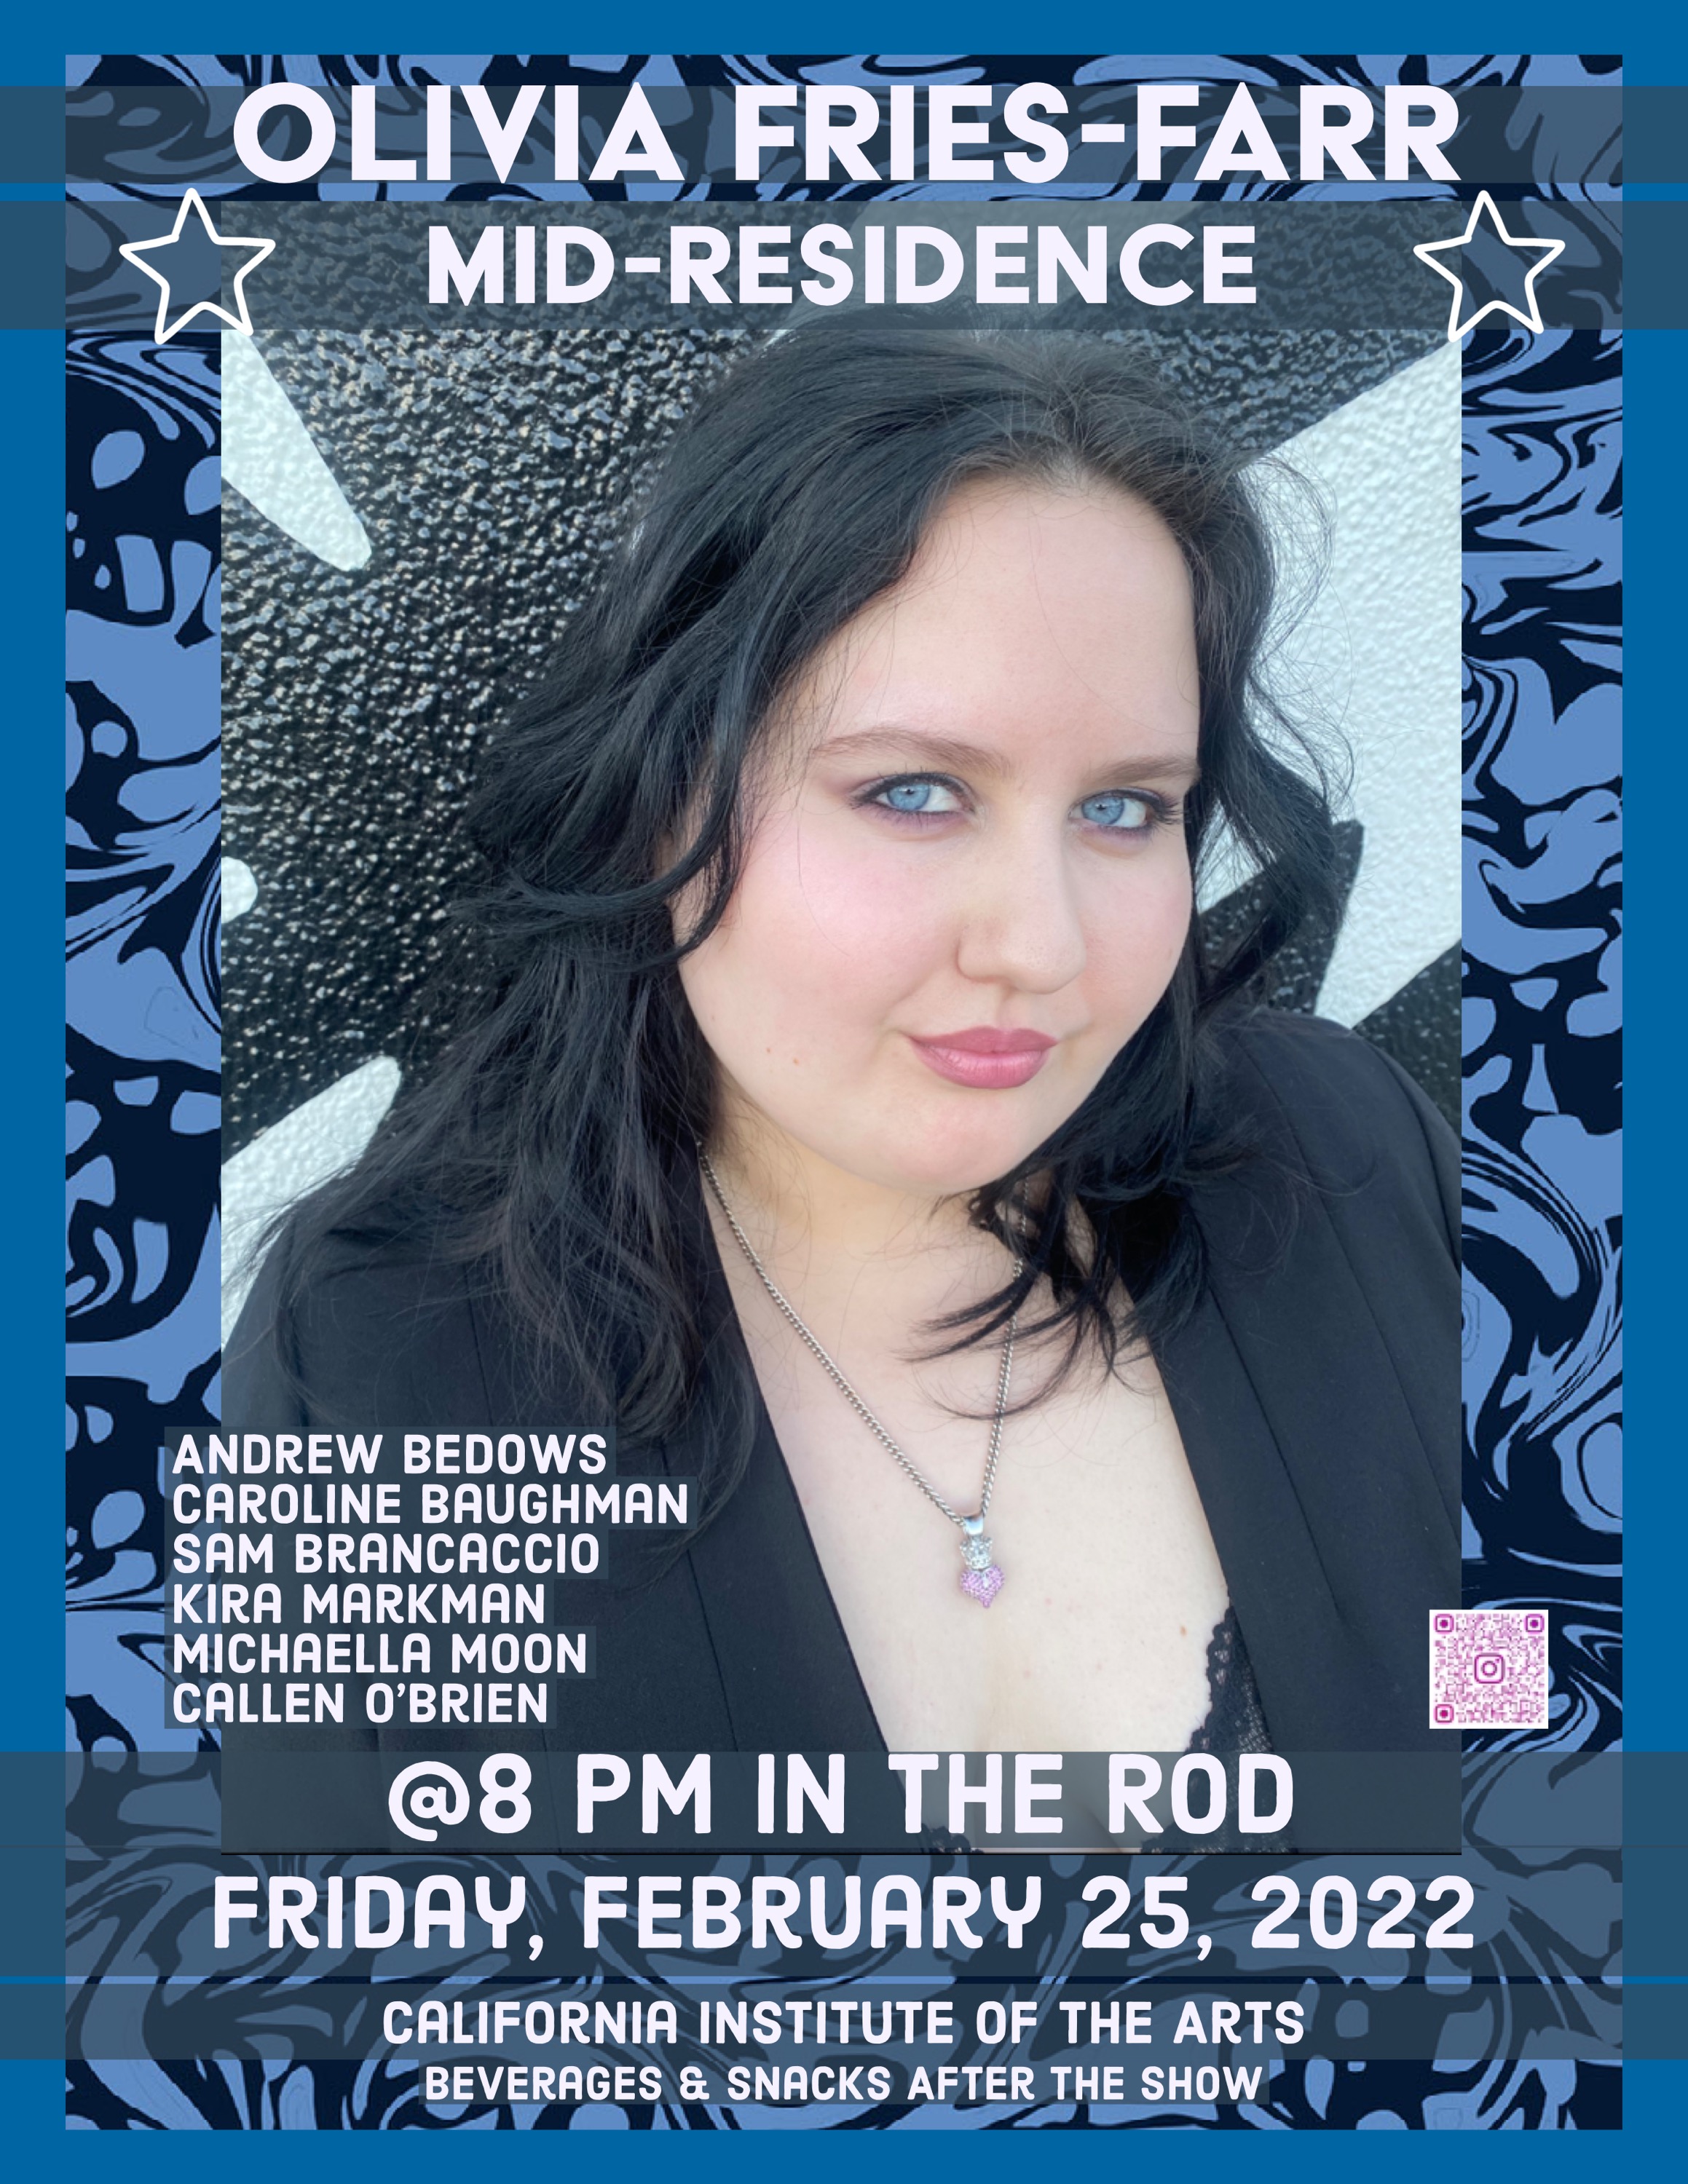 OLIVIA FRIES-FARR
MID-RESIDENCE
ANDREW BEDOWS
CAROLINE BAUGHMAN
SAM BRANCACCIO
KIRA MARKMAN
MICHAELLA MOON
CALLEN O'BRIEN
@8 PM IN THE ROD
FRIDAY, FEBRUARY 25, 2022
CALIFORNIA INSTITUTE OF THE ARTS
BEVERAGES & SNACKS AFTER THE SHOW